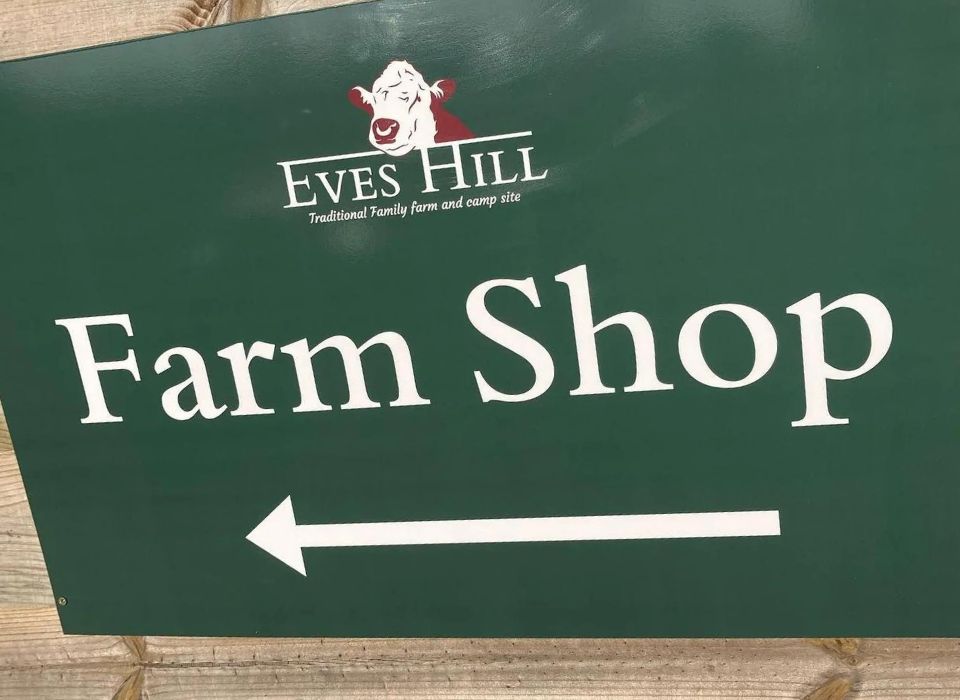 EVES HILL
Traditional Family farm and camp site
Farm Shop